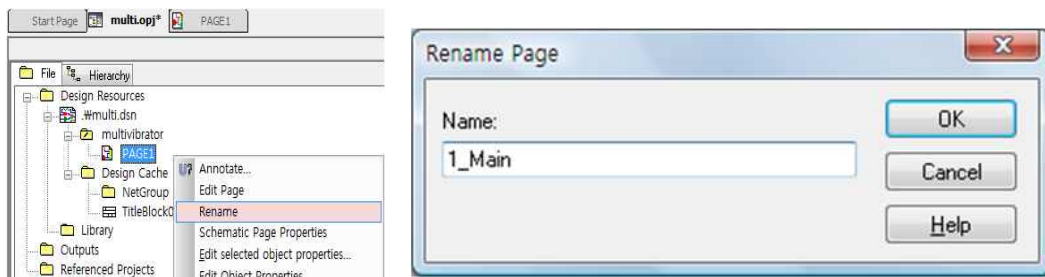 Start Page multi.opj* PAGE1
File Hierarchy
Design Resources
.₩multi.dsn
multivibrator
PAGE1
Design Cache
NetGroup
TitleBlock0
Library
Outputs
Referenced Projects
U? Annotate...
Edit Page
Rename
Schematic Page Properties
Edit selected object properties...
Edit Object Properties
Rename Page
Name:
1_Main
OK
Cancel
Help